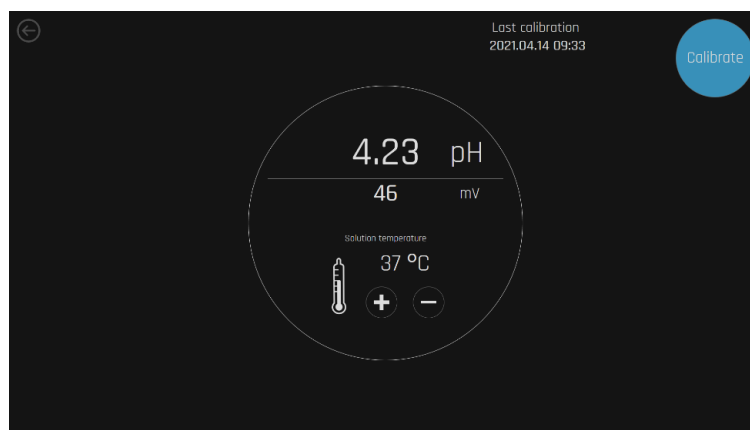 Last calibration
2021.04.14 09:33
Calibrate
4.23 pH
46 mV
Solution temperature
37 °C